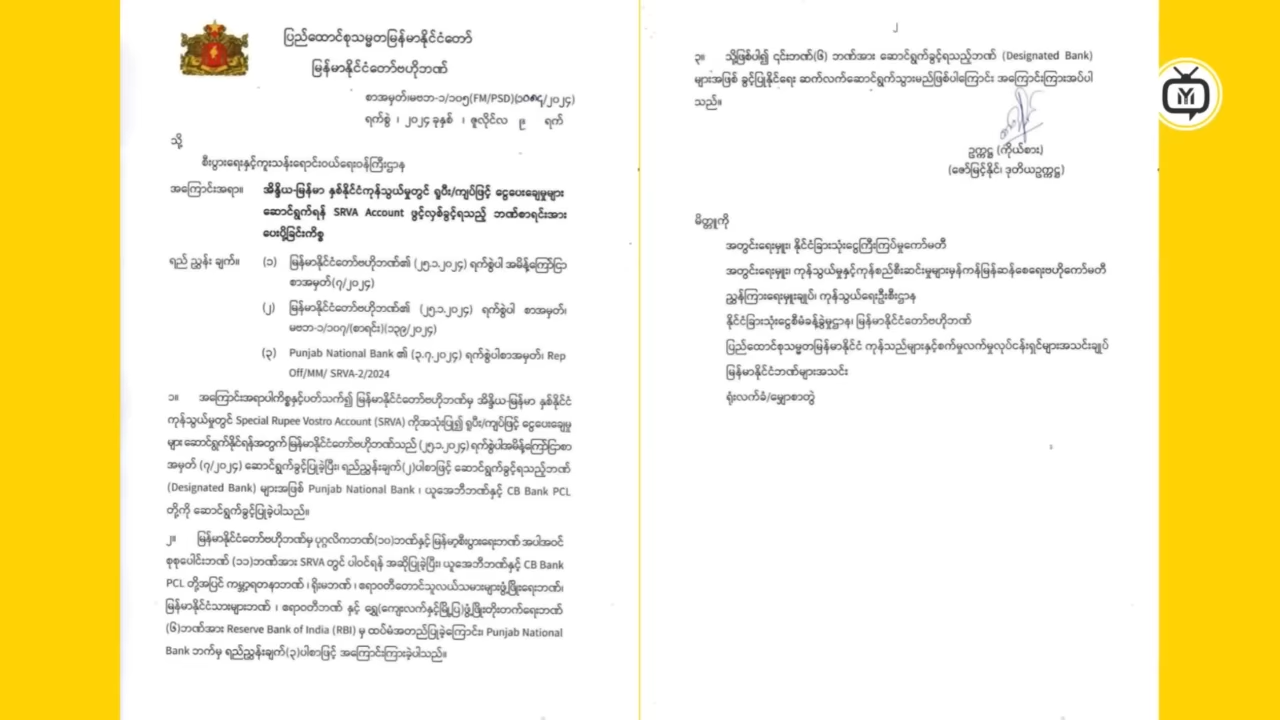 ပြည်ထောင်စုသမ္မတမြန်မာနိုင်ငံတော်
မြန်မာနိုင်ငံတော်ဗဟိုဘဏ်
စာအမှတ်၊မဗဘ-၁/၁၀၅(FM/PSD)(၁၀၈၄/၂၀၂၄)
ရက်စွဲ ၊ ၂၀၂၄ ခုနှစ် ၊ ဇူလိုင်လ ၉ ရက်
သို့
စီးပွားရေးနှင့်ကူးသန်းရောင်းဝယ်ရေးဝန်ကြီးဌာန
အကြောင်းအရာ။ အိန္ဒိယ-မြန်မာ နှစ်နိုင်ငံကုန်သွယ်မှုတွင် ရူပီး/ကျပ်ဖြင့် ငွေပေးချေမှုများ
ဆောင်ရွက်ရန် SRVA Account ဖွင့်လှစ်ခွင့်ရသည့် ဘဏ်စာရင်းအား
ပေးပို့ခြင်းကိစ္စ
ရည် ညွှန်း ချက်။ (၁) မြန်မာနိုင်ငံတော်ဗဟိုဘဏ်၏ (၂၅.၁.၂၀၂၄) ရက်စွဲပါ အမိန့်ကြော်ငြာ
စာအမှတ်(၇/၂၀၂၄)
(၂) မြန်မာနိုင်ငံတော်ဗဟိုဘဏ်၏ (၂၅.၁.၂၀၂၄) ရက်စွဲပါ စာအမှတ်၊
မဗဘ-၁/၁၀၇/(စာရင်း)(၁၃၉/၂၀၂၄)
(၃) Punjab National Bank ၏ (၃.၇.၂၀၂၄) ရက်စွဲပါစာအမှတ်၊ Rep
Off/MM/ SRVA-2/2024
၁။ အကြောင်းအရာပါကိစ္စနှင့်ပတ်သက်၍ မြန်မာနိုင်ငံတော်ဗဟိုဘဏ်မှ အိန္ဒိယ-မြန်မာ နှစ်နိုင်ငံ
ကုန်သွယ်မှုတွင် Special Rupee Vostro Account (SRVA) ကိုအသုံးပြု၍ ရူပီး/ကျပ်ဖြင့် ငွေပေးချေမှု
များ ဆောင်ရွက်နိုင်ရန်အတွက် မြန်မာနိုင်ငံတော်ဗဟိုဘဏ်သည် (၂၅.၁.၂၀၂၄) ရက်စွဲပါအမိန့်ကြော်ငြာစာ
အမှတ် (၇/၂၀၂၄) ဆောင်ရွက်ခွင့်ပြုခဲ့ပြီး၊ ရည်ညွှန်းချက်(၂)ပါစာဖြင့် ဆောင်ရွက်ခွင့်ရသည့်ဘဏ်
(Designated Bank) များအဖြစ် Punjab National Bank ၊ ယူအေဘီဘဏ်နှင့် CB Bank PCL
တို့ကို ဆောင်ရွက်ခွင့်ပြုခဲ့ပါသည်။
၂။ မြန်မာနိုင်ငံတော်ဗဟိုဘဏ်မှ ပုဂ္ဂလိကဘဏ်(၁၀)ဘဏ်နှင့် မြန်မာ့စီးပွားရေးဘဏ် အပါအဝင်
စုစုပေါင်းဘဏ် (၁၁)ဘဏ်အား SRVA တွင် ပါဝင်ရန် အဆိုပြုခဲ့ပြီး၊ ယူအေဘီဘဏ်နှင့် CB Bank
PCL တို့အပြင် ကမ္ဘာ့ရတနာဘဏ် ၊ ရိုးမဘဏ် ၊ ဧရာဝတီတောင်သူလယ်သမားများဖွံ့ဖြိုးရေးဘဏ်၊
မြန်မာနိုင်ငံသားများဘဏ် ၊ ဧရာဝတီဘဏ် နှင့် ရွှေ(ကျေးလက်နှင့်မြို့ပြ)ဖွံ့ဖြိုးတိုးတက်ရေးဘဏ်
(၆)ဘဏ်အား Reserve Bank of India (RBI) မှ ထပ်မံအတည်ပြုခဲ့ကြောင်း၊ Punjab National
Bank ဘက်မှ ရည်ညွှန်းချက်(၃)ပါစာဖြင့် အကြောင်းကြားခဲ့ပါသည်။
၂
၃။ သို့ဖြစ်ပါ၍ ၎င်းဘဏ်(၆) ဘဏ်အား ဆောင်ရွက်ခွင့်ရသည့်ဘဏ် (Designated Bank)
များအဖြစ် ခွင့်ပြုနိုင်ရေး ဆက်လက်ဆောင်ရွက်သွားမည်ဖြစ်ပါကြောင်း အကြောင်းကြားအပ်ပါ
သည်။
ဥက္ကဋ္ဌ (ကိုယ်စား)
(ဇော်မြင့်နိုင်၊ ဒုတိယဥက္ကဋ္ဌ)
မိတ္တူကို
အတွင်းရေးမှူး၊ နိုင်ငံခြားသုံးငွေကြီးကြပ်မှုကော်မတီ
အတွင်းရေးမှူး၊ ကုန်သွယ်မှုနှင့်ကုန်စည်စီးဆင်းမှုများမှန်ကန်မြန်ဆန်စေရေးဗဟိုကော်မတီ
ညွှန်ကြားရေးမှူးချုပ်၊ ကုန်သွယ်ရေးဦးစီးဌာန
နိုင်ငံခြားသုံးငွေစီမံခန့်ခွဲမှုဌာန၊ မြန်မာနိုင်ငံတော်ဗဟိုဘဏ်
ပြည်ထောင်စုသမ္မတမြန်မာနိုင်ငံ ကုန်သည်များနှင့်စက်မှုလက်မှုလုပ်ငန်းရှင်များအသင်းချုပ်
မြန်မာနိုင်ငံဘဏ်များအသင်း
ရုံးလက်ခံ/မျှောစာတွဲ